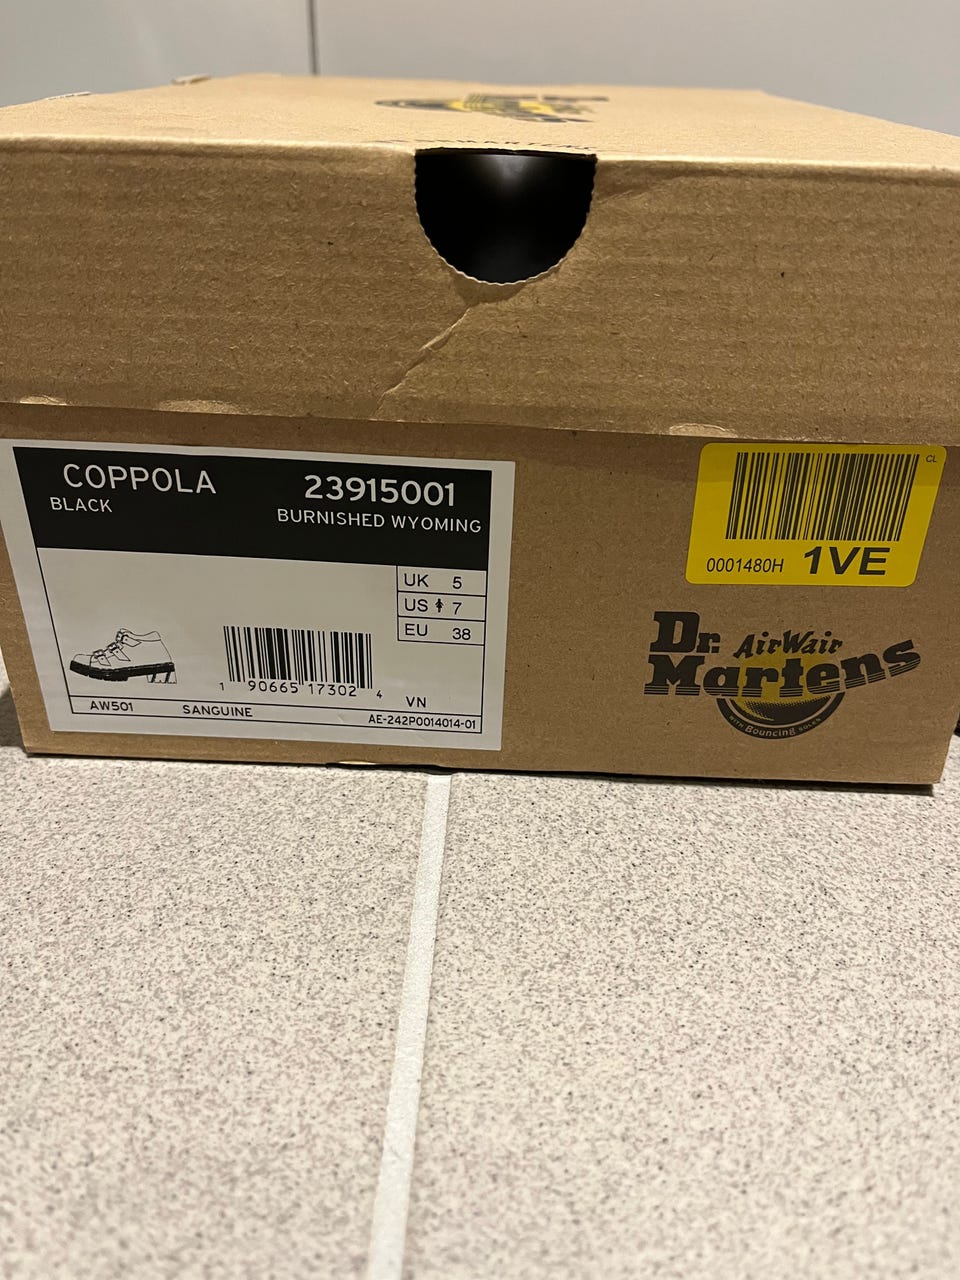 MARTENS
COPPOLA
BLACK
23915001
BURNISHED WYOMING
UK 5
US 7
EU 38
1 90665 17302 4
VN
AW501
SANGUINE
AE-242P0014014-01
CL
0001480H 1VE
Dr. AirWair
Martens
WITH Bouncing SOLES